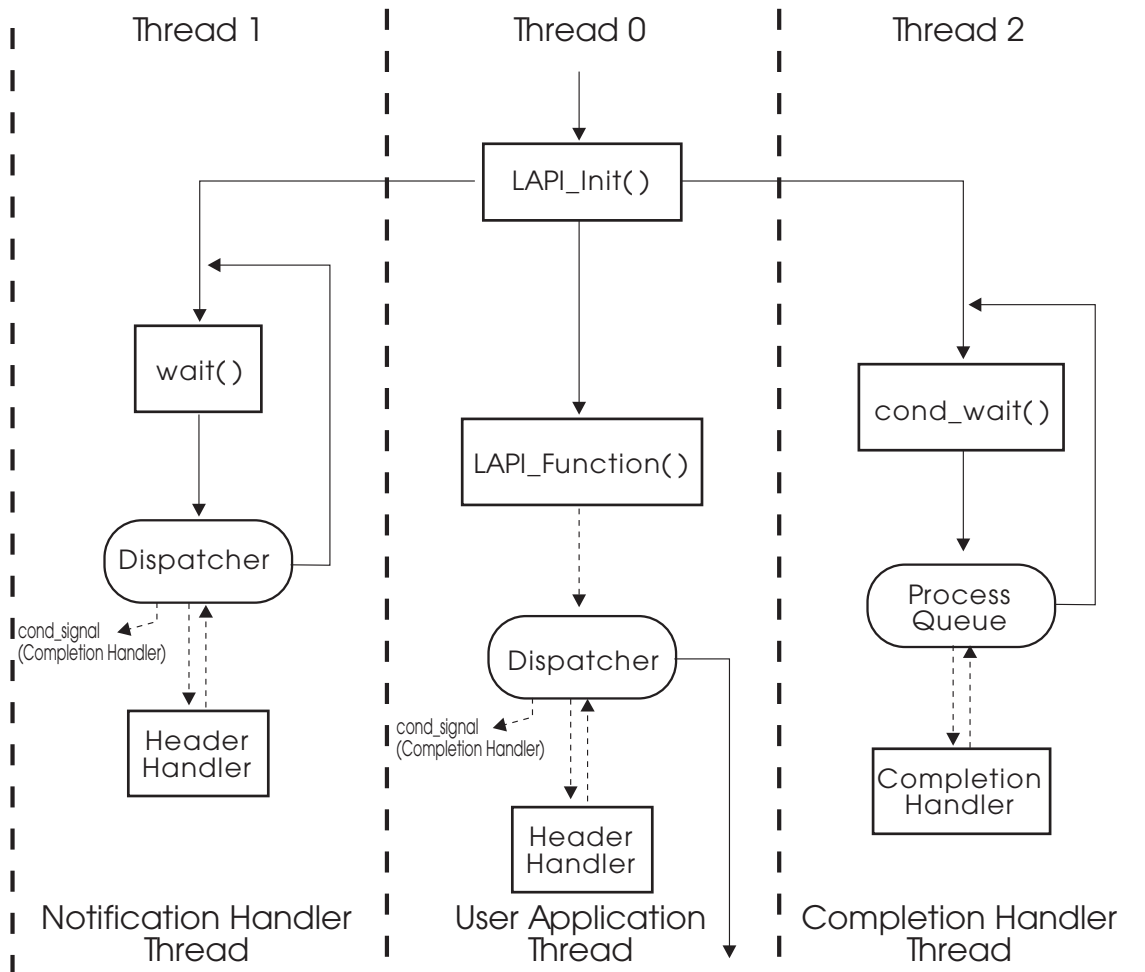 Thread 1
Thread 0
Thread 2
LAPI_Init()
wait()
cond_wait()
LAPI_Function()
Dispatcher
Process
Queue
cond_signal
(Completion Handler)
Dispatcher
Header
Handler
cond_signal
(Completion Handler)
Completion
Handler
Header
Handler
Notification Handler
Thread
User Application
Thread
Completion Handler
Thread